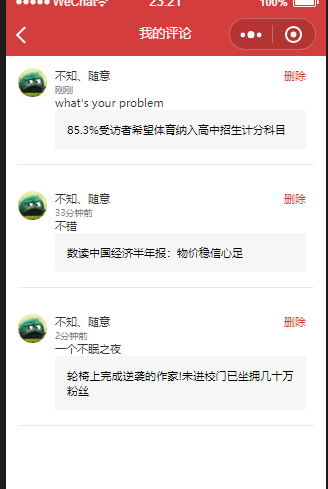 WeChat
23:21
100%
我的评论
不知、随意
删除
刚刚
what's your problem
85.3%受访者希望体育纳入高中招生计分科目
不知、随意
删除
33分钟前
不错
数读中国经济半年报：物价稳信心足
不知、随意
删除
2分钟前
一个不眠之夜
轮椅上完成逆袭的作家!未进校门已坐拥几十万
粉丝